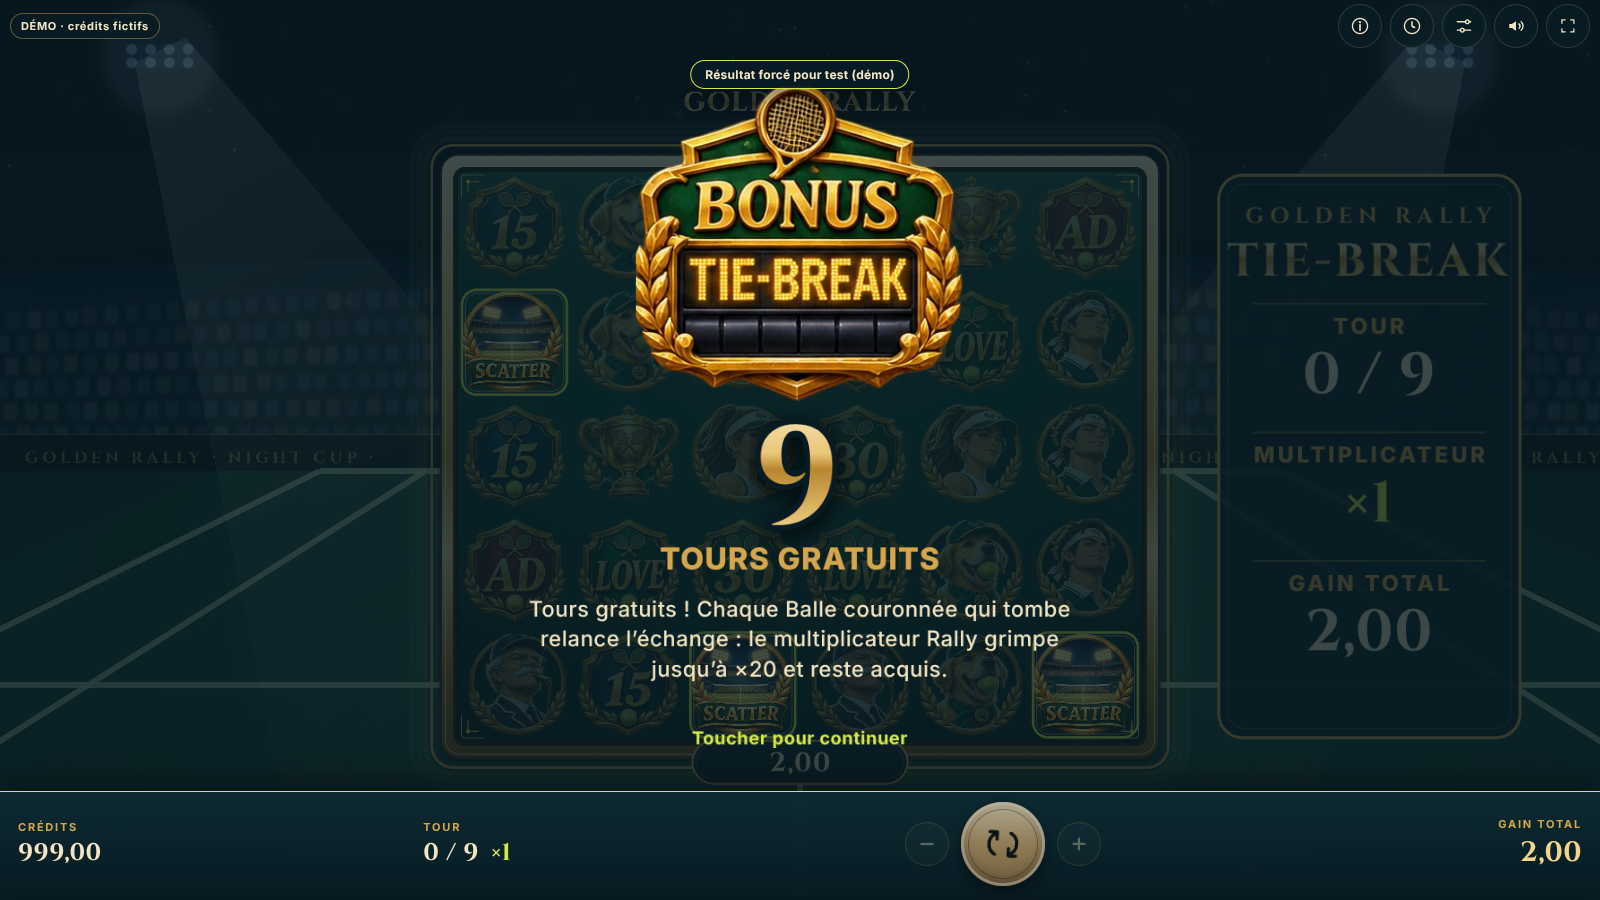 DÉMO · crédits fictifs
Résultat forcé pour test (démo)
GOLDEN RALLY
BONUS
TIE-BREAK
15
AD
SCATTER
LOVE
15
30
AD
LOVE
30
LOVE
15
SCATTER
SCATTER
9
TOURS GRATUITS
Tours gratuits ! Chaque Balle couronnée qui tombe
relance l’échange : le multiplicateur Rally grimpe
jusqu’à ×20 et reste acquis.
Toucher pour continuer
2,00
GOLDEN RALLY · NIGHT CUP ·
NIGH
RALLY
GOLDEN RALLY
TIE-BREAK
TOUR
0 / 9
MULTIPLICATEUR
×1
GAIN TOTAL
2,00
CRÉDITS
999,00
TOUR
0 / 9 ×1
GAIN TOTAL
2,00